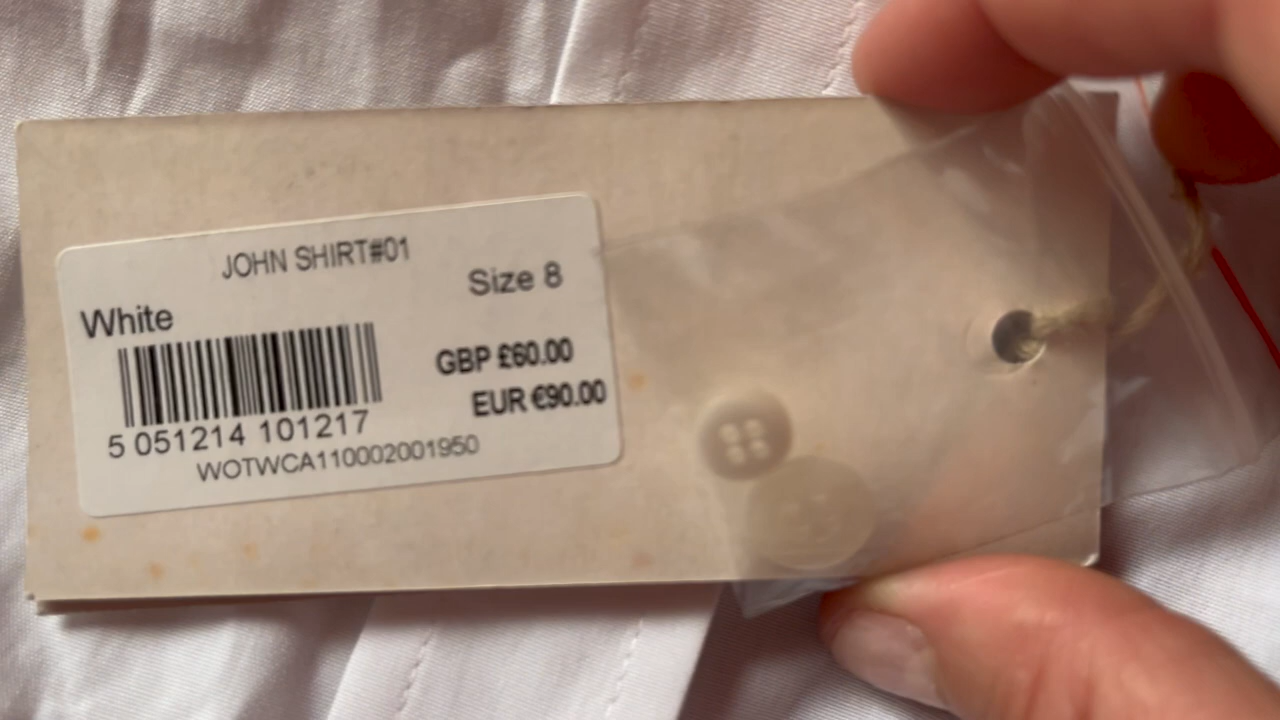 JOHN SHIRT#01
Size 8
White
GBP £60.00
EUR €90.00
5 051214 101217
WOTWCA110002001950